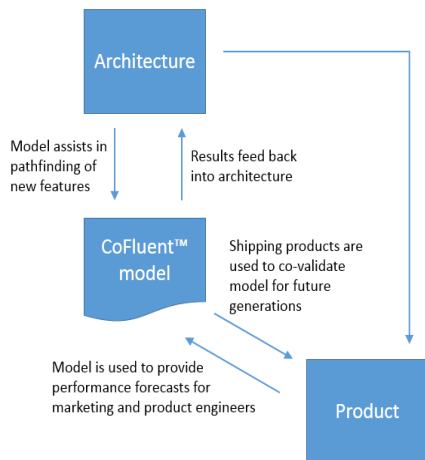 Architecture
Model assists in
pathfinding of
new features
Results feed back
into architecture
CoFluent™
model
Shipping products are
used to co-validate
model for future
generations
Model is used to provide
performance forecasts for
marketing and product engineers
Product